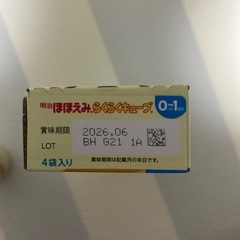 明治ほほえみ らくらくキューブ 0~1歳
賞味期限 2026.06
LOT BH G21 1A
4袋入り 賞味期限は記載月の末日です。